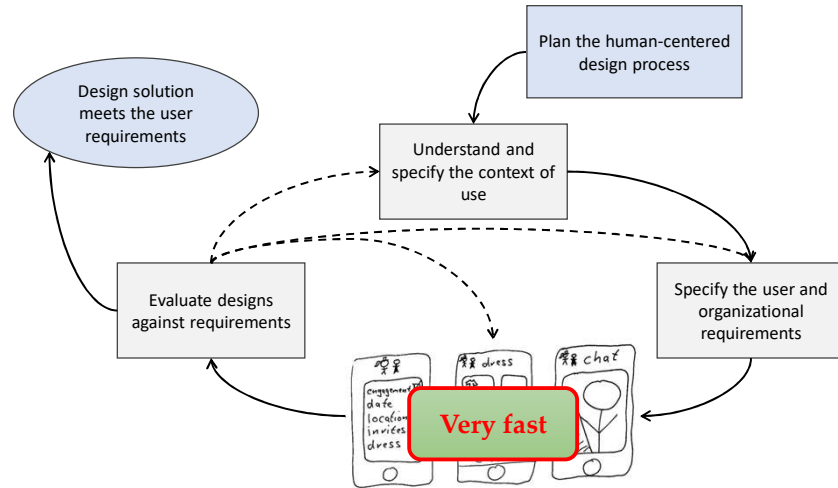 Plan the human-centered
design process
Design solution
meets the user
requirements
Understand and
specify the context of
use
Evaluate designs
against requirements
Specify the user and
organizational
requirements
engagement
date
location
invites
dress
dress
chat
Very fast